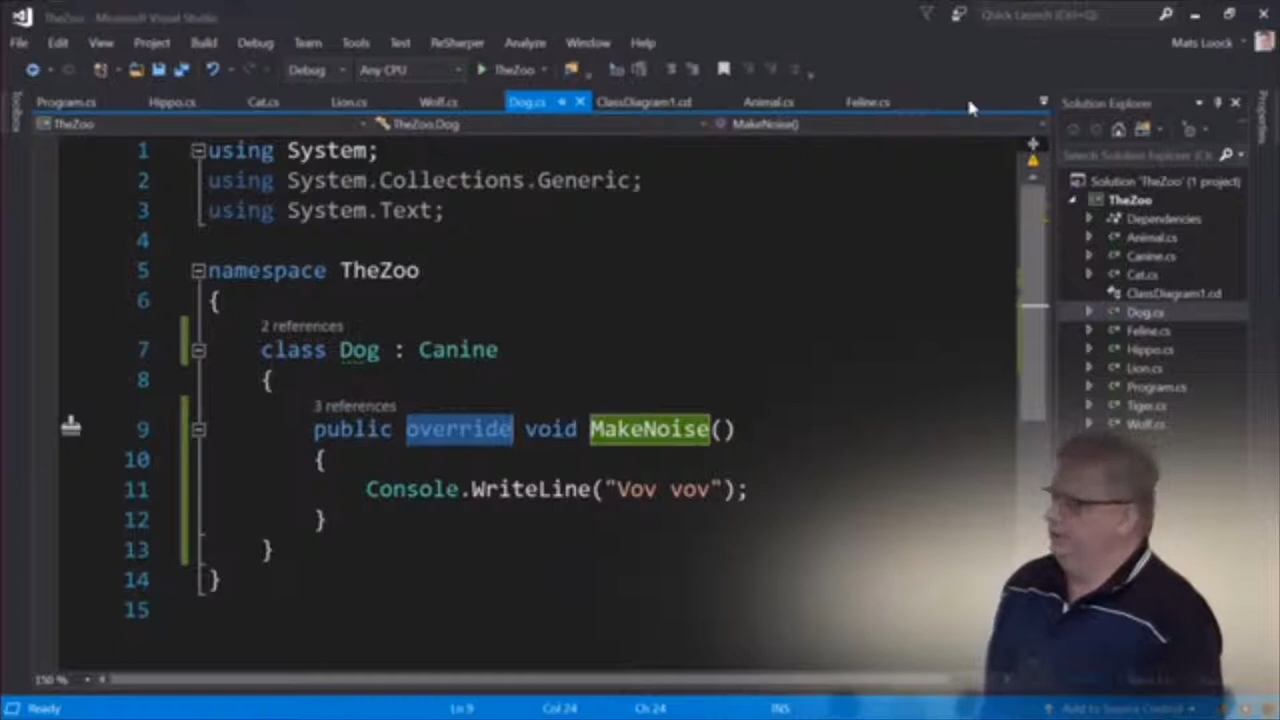 TheZoo - Microsoft Visual Studio
Quick Launch (Ctrl+Q)
File Edit View Project Build Debug Team Tools Test ReSharper Analyze Window Help
Mats Loock
Debug Any CPU TheZoo
Program.cs Hippo.cs Cat.cs Lion.cs Wolf.cs Dog.cs ClassDiagram1.cd Animal.cs Feline.cs
TheZoo TheZoo.Dog MakeNoise()
1 using System;
2 using System.Collections.Generic;
3 using System.Text;
4
5 namespace TheZoo
6 {
2 references
7 class Dog : Canine
8 {
3 references
9 public override void MakeNoise()
10 {
11 Console.WriteLine("Vov vov");
12 }
13 }
14 }
15
150 %
Toolbox
Solution Explorer
Search Solution Explorer
Solution 'TheZoo' (1 project)
TheZoo
Dependencies
Animal.cs
Canine.cs
Cat.cs
ClassDiagram1.cd
Dog.cs
Feline.cs
Hippo.cs
Lion.cs
Program.cs
Tiger.cs
Wolf.cs
Properties
Ready Ln 9 Col 24 Ch 24 INS Add to Source Control